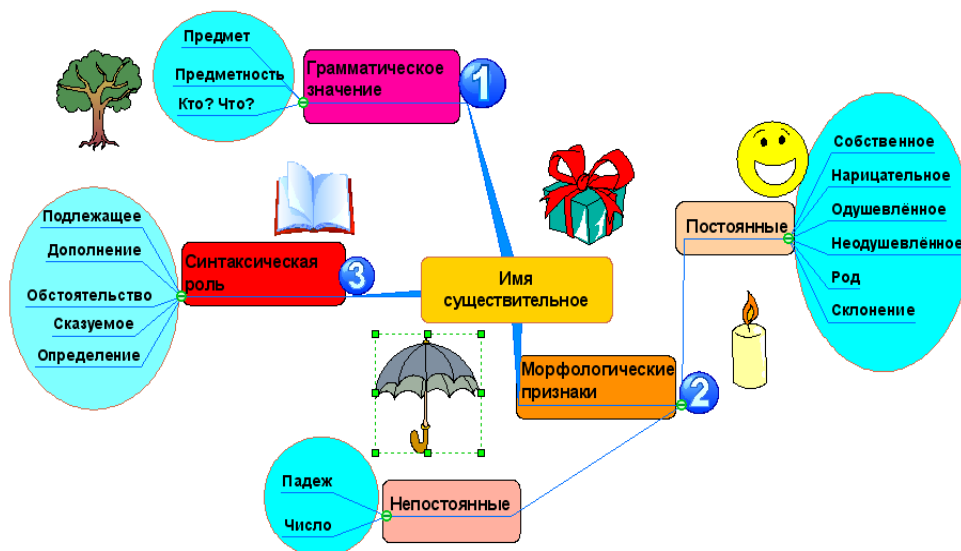 Предмет
Предметность
Кто? Что?
Грамматическое
значение
1
Собственное
Нарицательное
Одушевлённое
Неодушевлённое
Род
Склонение
Постоянные
Подлежащее
Дополнение
Обстоятельство
Сказуемое
Определение
Синтаксическая
роль
3
Имя
существительное
Морфологические
признаки
2
Падеж
Число
Непостоянные